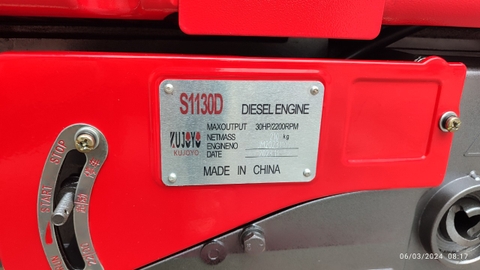 S1130D DIESEL ENGINE
MAXOUTPUT 30HP/2200RPM
NETMASS kg
ENGINENO
DATE
KUJOYO
KUJOYO
MADE IN CHINA
STOP
START
06/03/2024 08:17